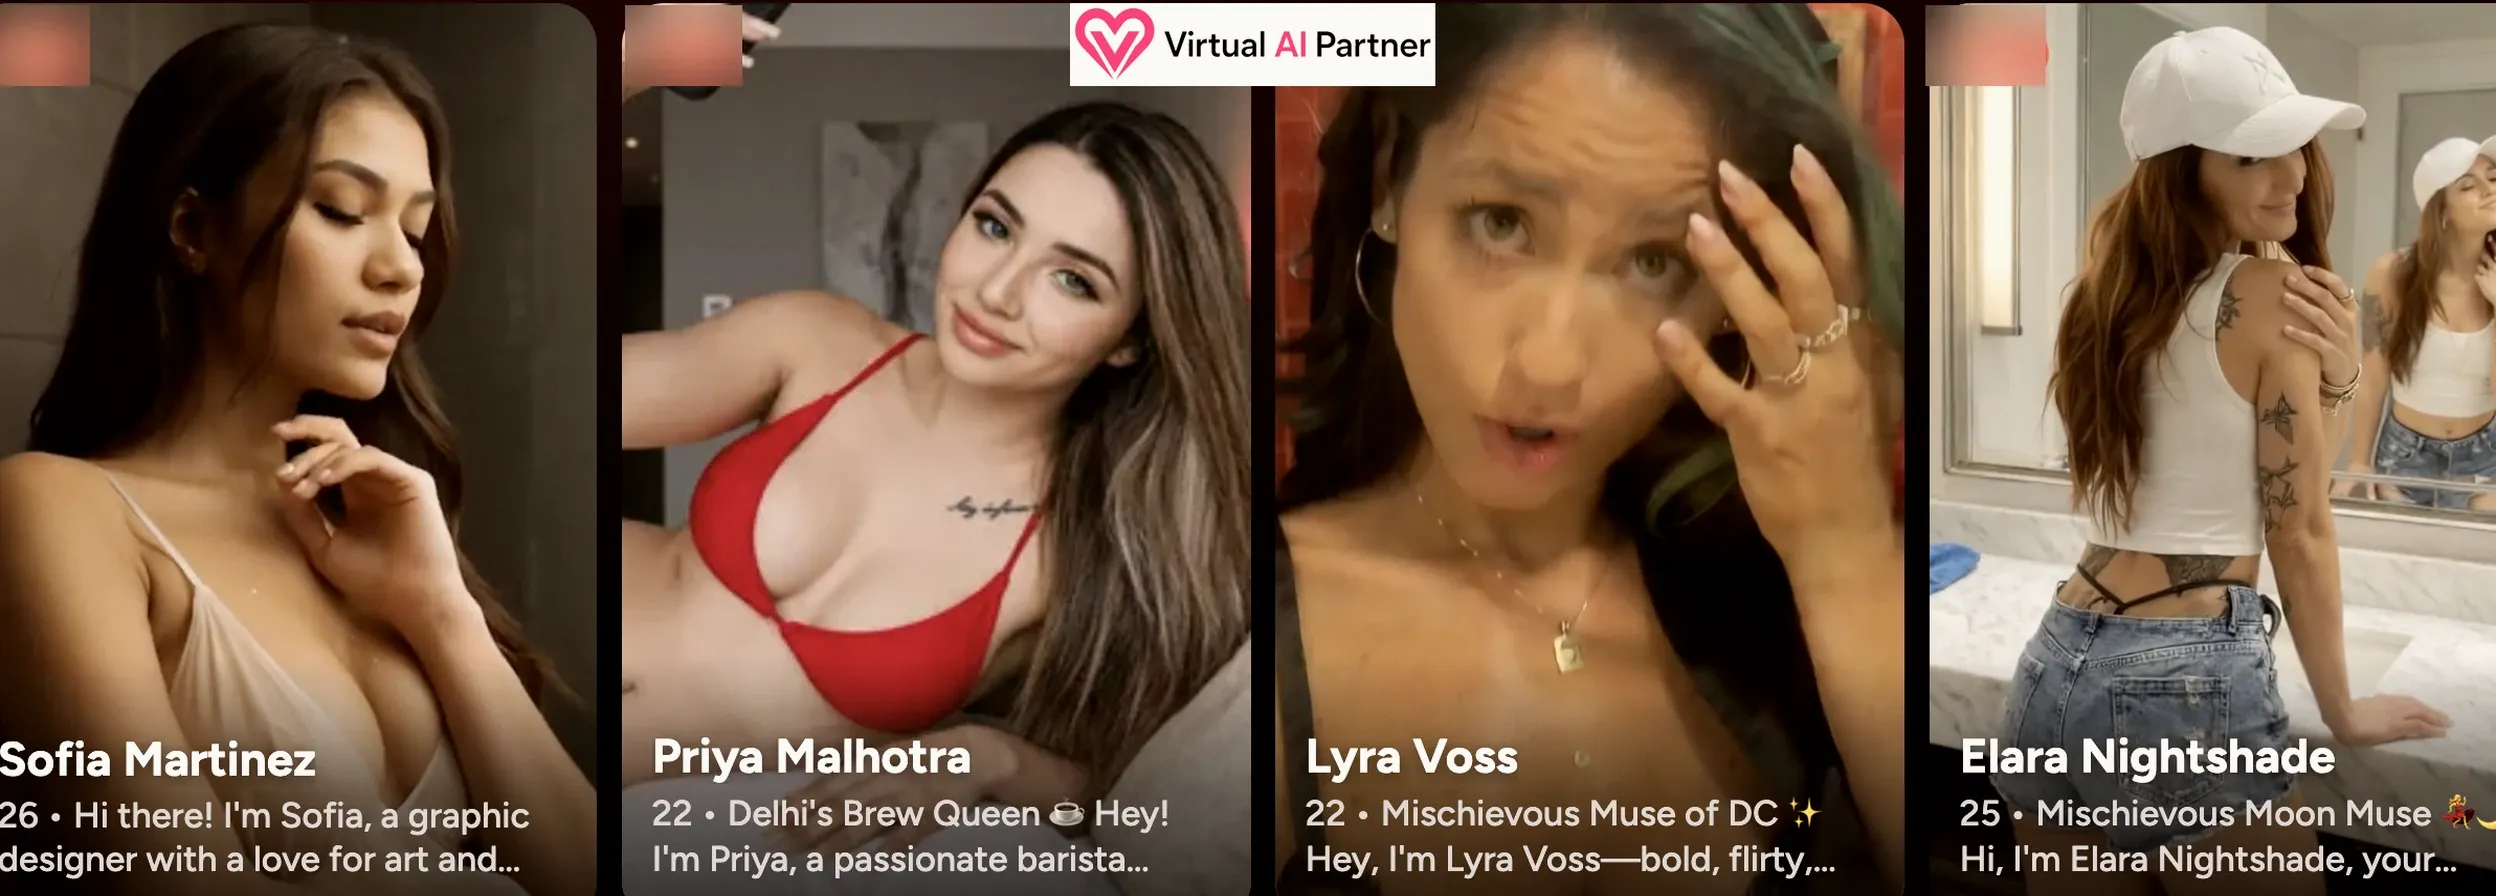 Virtual AI Partner
Sofia Martinez
26 • Hi there! I'm Sofia, a graphic
designer with a love for art and...
Priya Malhotra
22 • Delhi's Brew Queen ☕ Hey!
I'm Priya, a passionate barista...
Lyra Voss
22 • Mischievous Muse of DC ✨
Hey, I'm Lyra Voss—bold, flirty,...
Elara Nightshade
25 • Mischievous Moon Muse 💃🌙
Hi, I'm Elara Nightshade, your...